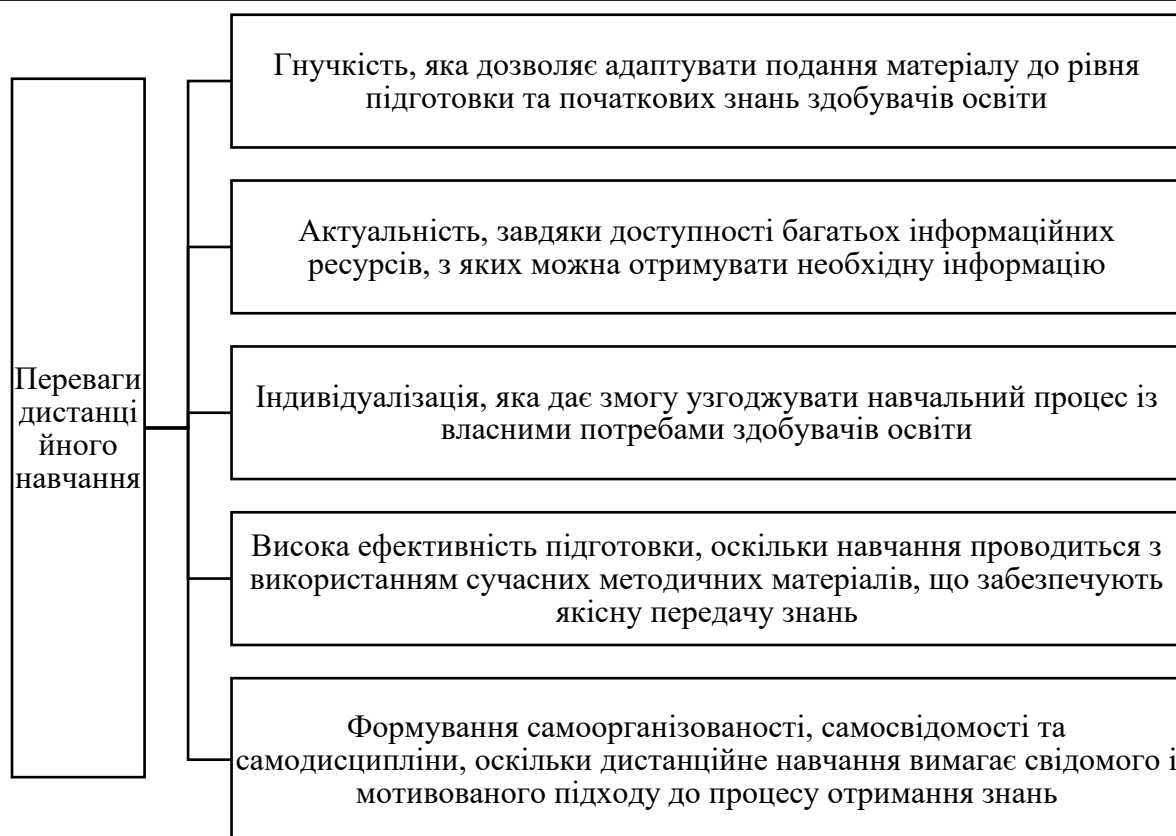 Переваги
дистанці
йного
навчання
Гнучкість, яка дозволяє адаптувати подання матеріалу до рівня
підготовки та початкових знань здобувачів освіти
Актуальність, завдяки доступності багатьох інформаційних
ресурсів, з яких можна отримувати необхідну інформацію
Індивідуалізація, яка дає змогу узгоджувати навчальний процес із
власними потребами здобувачів освіти
Висока ефективність підготовки, оскільки навчання проводиться з
використанням сучасних методичних матеріалів, що забезпечують
якісну передачу знань
Формування самоорганізованості, самосвідомості та
самодисципліни, оскільки дистанційне навчання вимагає свідомого і
мотивованого підходу до процесу отримання знань